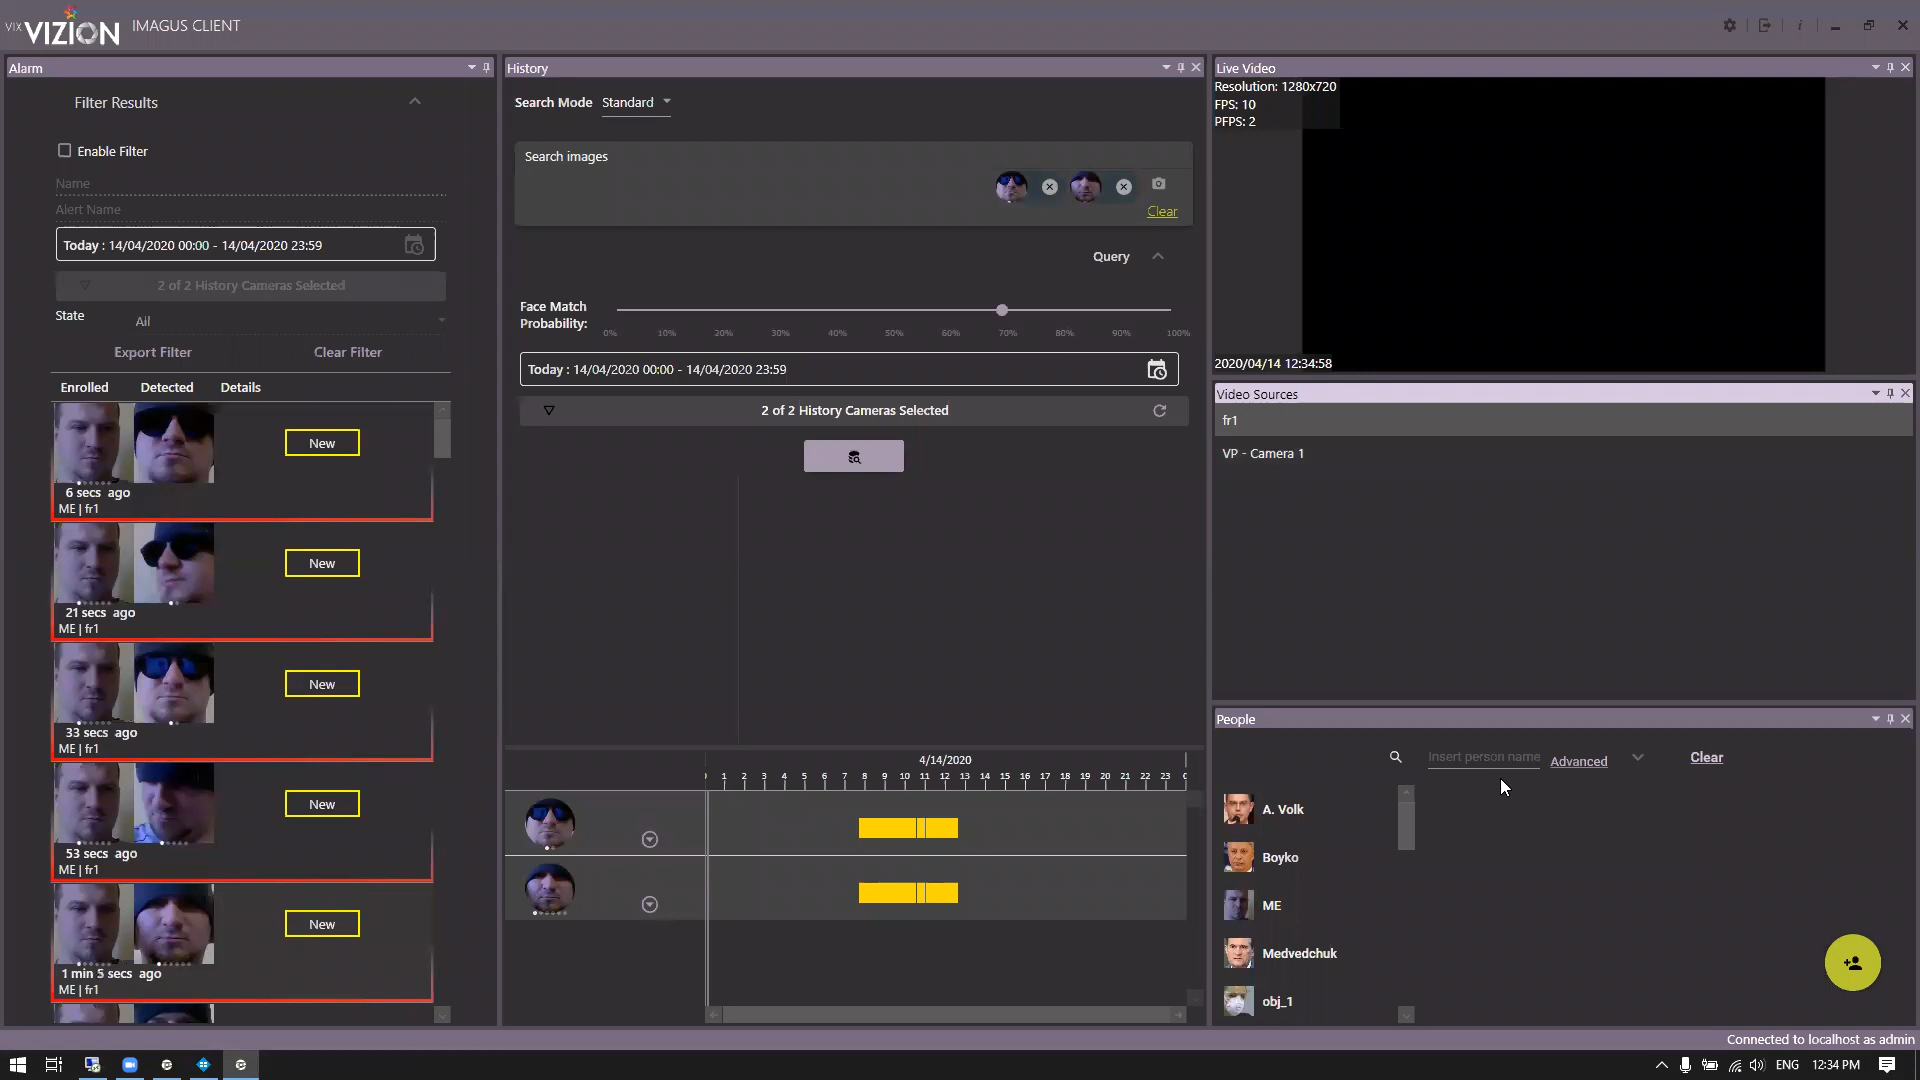 VIX VIZION IMAGUS CLIENT
Alarm
Filter Results
Enable Filter
Name
Alert Name
Today : 14/04/2020 00:00 - 14/04/2020 23:59
2 of 2 History Cameras Selected
State All
Export Filter Clear Filter
Enrolled Detected Details
New
6 secs ago
ME | fr1
New
21 secs ago
ME | fr1
New
33 secs ago
ME | fr1
New
53 secs ago
ME | fr1
New
1 min 5 secs ago
ME | fr1
History
Search Mode Standard
Search images
Clear
Query
Face Match
Probability:
0% 10% 20% 30% 40% 50% 60% 70% 80% 90% 100%
Today : 14/04/2020 00:00 - 14/04/2020 23:59
2 of 2 History Cameras Selected
4/14/2020
1 2 3 4 5 6 7 8 9 10 11 12 13 14 15 16 17 18 19 20 21 22 23
Live Video
Resolution: 1280x720
FPS: 10
PFPS: 2
2020/04/14 12:34:58
Video Sources
fr1
VP - Camera 1
People
Insert person name Advanced Clear
A. Volk
Boyko
ME
Medvedchuk
obj_1
Connected to localhost as admin
ENG 12:34 PM